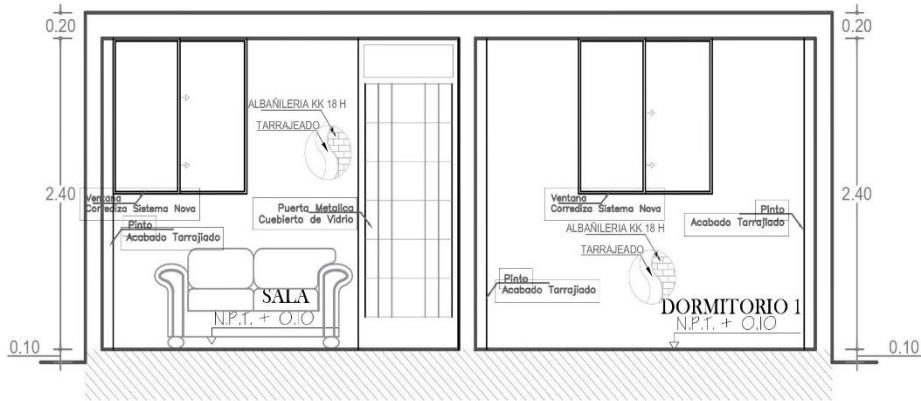 0.20
0.20
ALBAÑILERIA KK 18 H
TARRAJEADO
2.40
2.40
Ventana
Corrediza Sistema Nova
Pinto
Acabado Tarrajiado
Puerta Metalica
Cuebierto de Vidrio
Ventana
Corrediza Sistema Nova
Pinto
Acabado Tarrajiado
ALBAÑILERIA KK 18 H
TARRAJEADO
Pinto
Acabado Tarrajiado
SALA
N.P.T. + 0.10
DORMITORIO 1
N.P.T. + 0.10
0.10
0.10